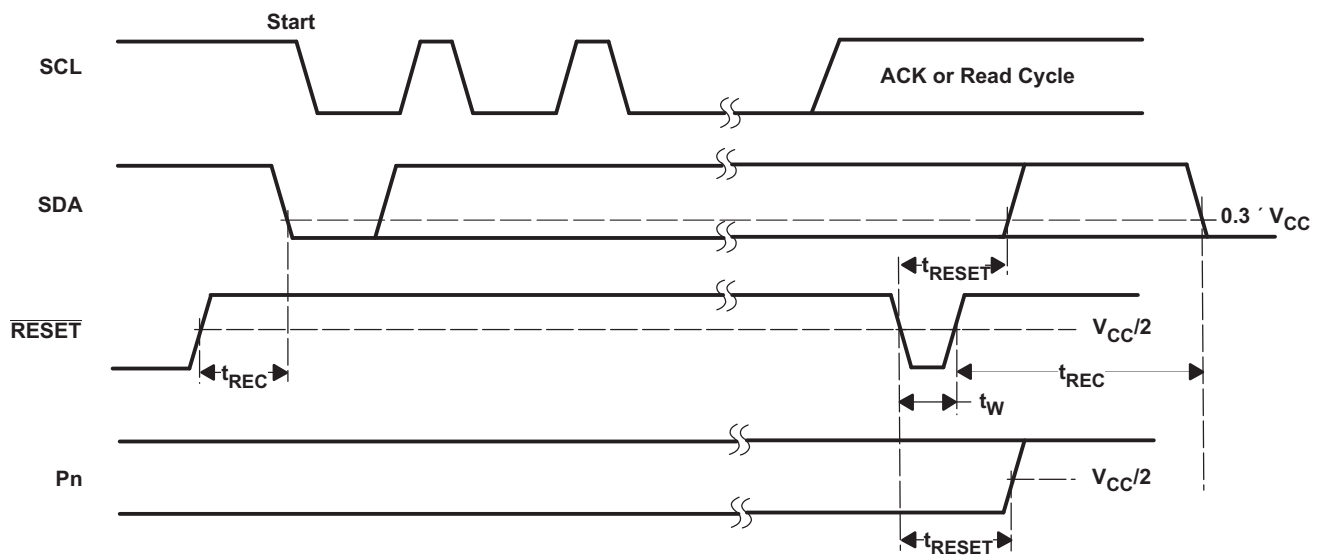 Start
SCL
ACK or Read Cycle
SDA
0.3 ´ VCC
tRESET
RESET
VCC/2
tREC
tREC
tW
Pn
VCC/2
tRESET